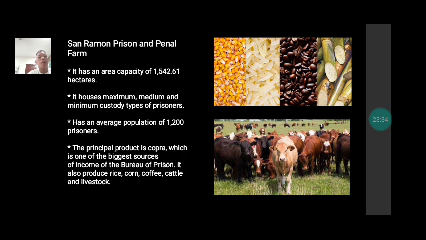 San Ramon Prison and Penal
Farm
* It has an area capacity of 1,542.61
hectares.
* It houses maximum, medium and
minimum custody types of prisoners.
* Has an average population of 1,200
prisoners.
* The principal product is copra, which
is one of the biggest sources
of income of the Bureau of Prison. It
also produce rice, corn, coffee, cattle
and livestock.
23:34